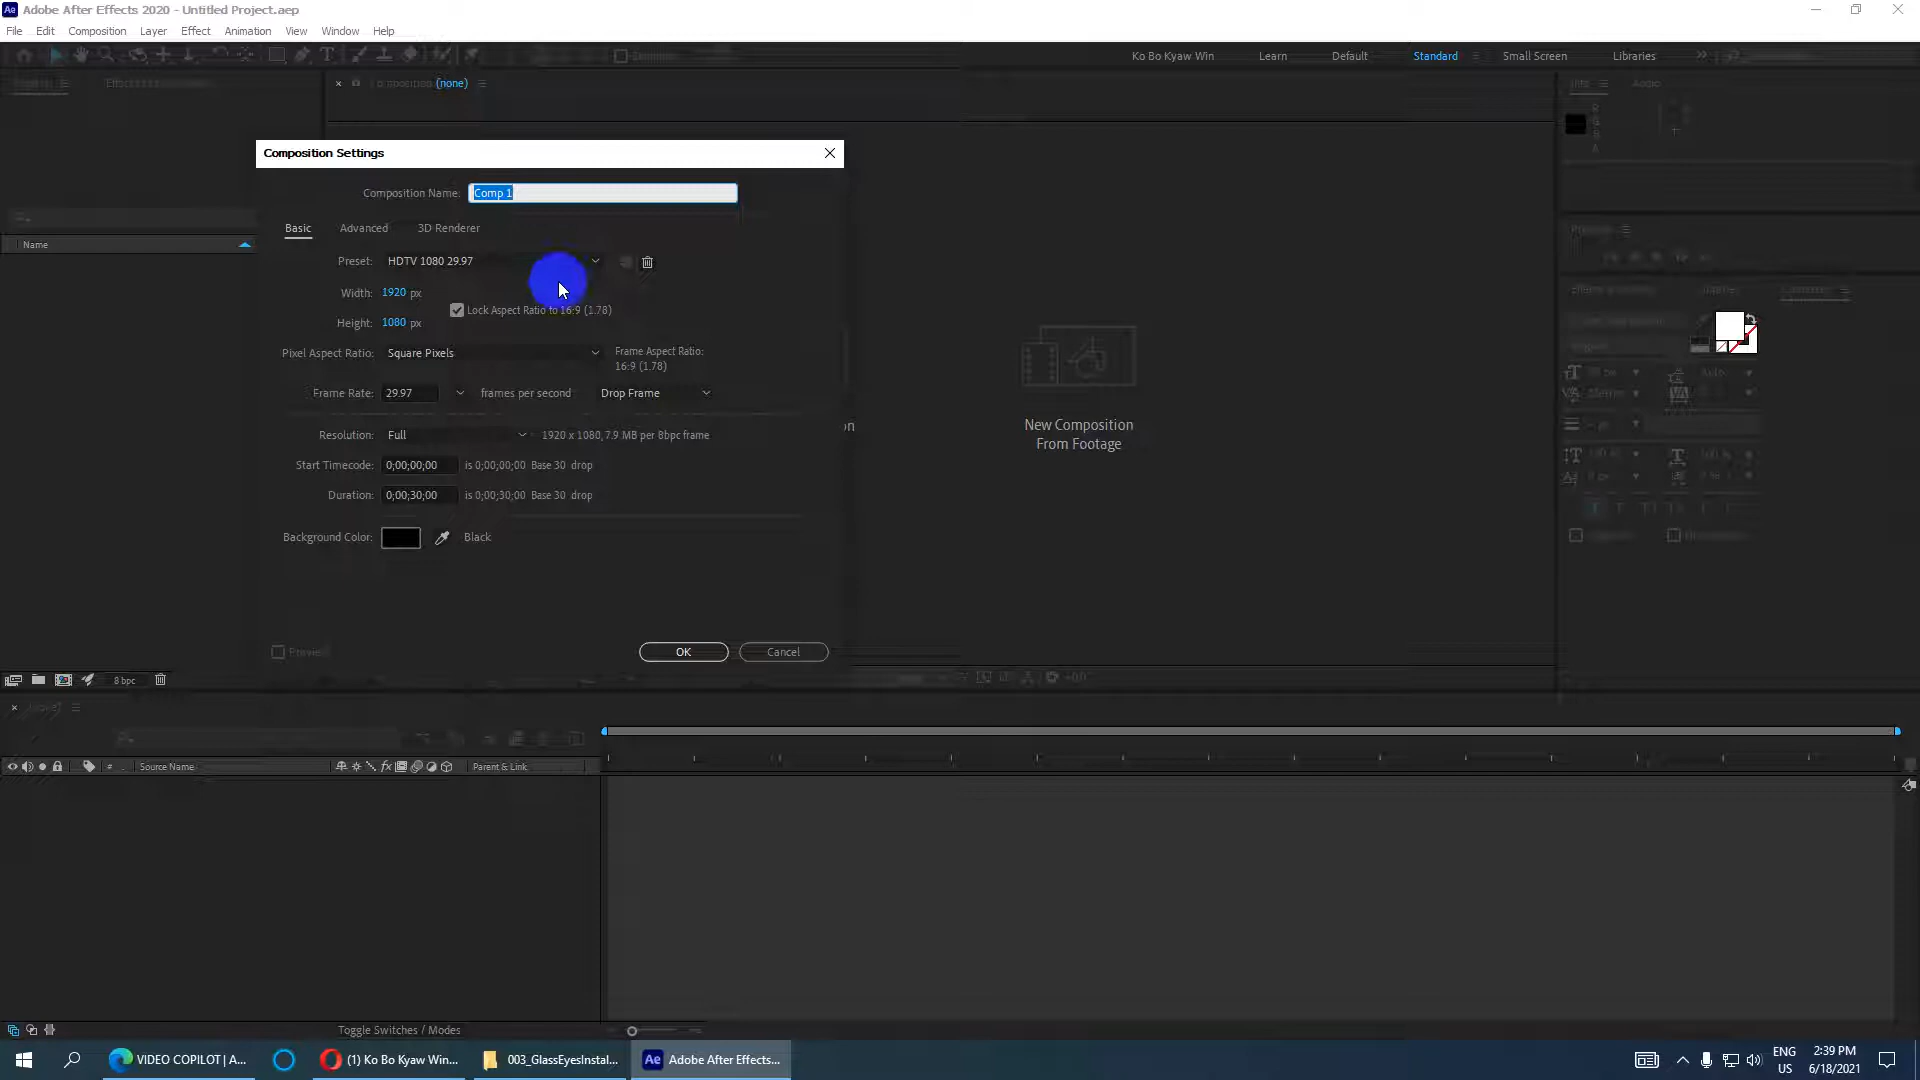 Adobe After Effects 2020 - Untitled Project.aep
File Edit Composition Layer Effect Animation View Window Help
Ko Bo Kyaw Win Learn Default Standard Small Screen Libraries
Composition (none)
Info Audio
Composition Settings
Composition Name: Comp 1
Basic Advanced 3D Renderer
Preset: HDTV 1080 29.97
Width: 1920 px
Lock Aspect Ratio to 16:9 (1.78)
Height: 1080 px
Pixel Aspect Ratio: Square Pixels
Frame Aspect Ratio:
16:9 (1.78)
Frame Rate: 29.97 frames per second Drop Frame
Resolution: Full 1920 x 1080, 7.9 MB per 8bpc frame
Start Timecode: 0;00;00;00 is 0;00;00;00 Base 30 drop
Duration: 0;00;30;00 is 0;00;30;00 Base 30 drop
Background Color: Black
Preview
OK Cancel
Name
on
New Composition
From Footage
R
G
B
A
Auto
8 bpc
# Source Name fx Parent & Link
Toggle Switches / Modes
VIDEO COPILOT | A...
(1) Ko Bo Kyaw Win...
003_GlassEyesInstal...
Ae Adobe After Effects...
ENG
US
2:39 PM
6/18/2021